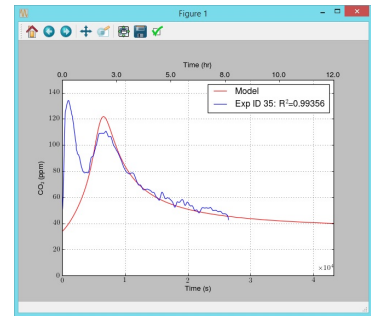 Figure 1
Time (hr)
0.0 3.0 5.0 8.0 10.0 12.0
Model
Exp ID 35: R²=0.99356
CO₂ (ppm)
140
120
100
80
60
40
20
0
0 1 2 3 4
×10⁴
Time (s)